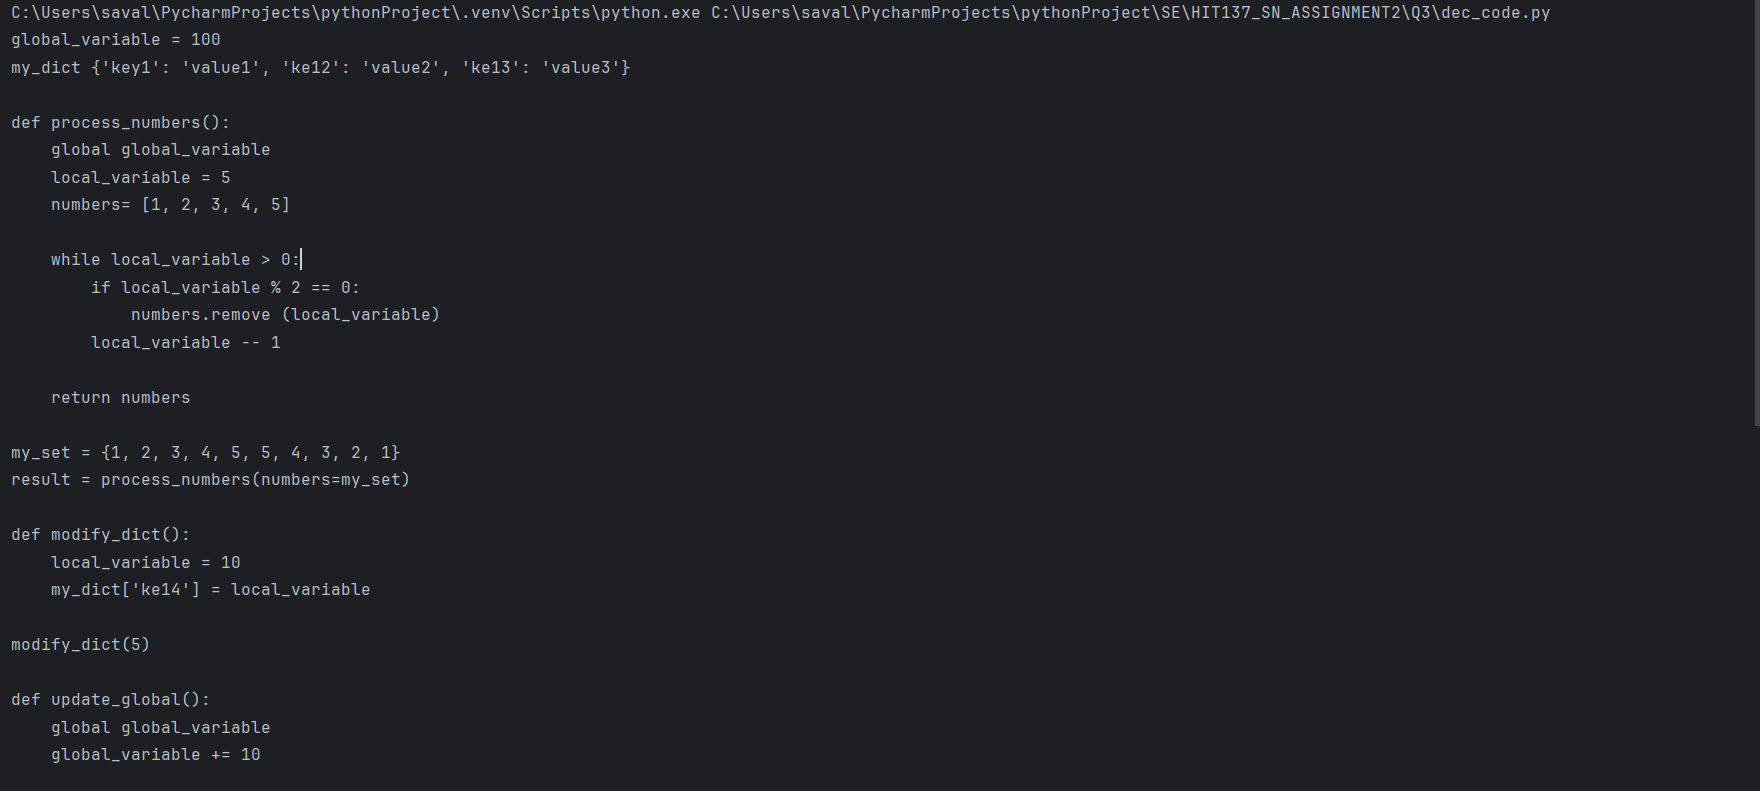 C:\Users\saval\PycharmProjects\pythonProject\.venv\Scripts\python.exe C:\Users\saval\PycharmProjects\pythonProject\SE\HIT137_SN_ASSIGNMENT2\Q3\dec_code.py
global_variable = 100
my_dict {'key1': 'value1', 'ke12': 'value2', 'ke13': 'value3'}

def process_numbers():
    global global_variable
    local_variable = 5
    numbers= [1, 2, 3, 4, 5]

    while local_variable > 0:
        if local_variable % 2 == 0:
            numbers.remove (local_variable)
        local_variable -- 1

    return numbers

my_set = {1, 2, 3, 4, 5, 5, 4, 3, 2, 1}
result = process_numbers(numbers=my_set)

def modify_dict():
    local_variable = 10
    my_dict['ke14'] = local_variable

modify_dict(5)

def update_global():
    global global_variable
    global_variable += 10